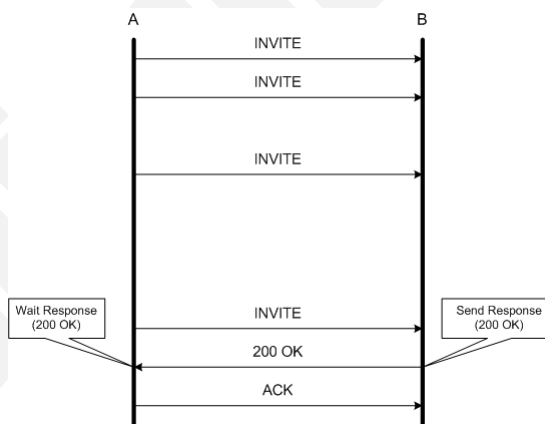 A
B
INVITE
INVITE
INVITE
INVITE
Wait Response
(200 OK)
Send Response
(200 OK)
200 OK
ACK